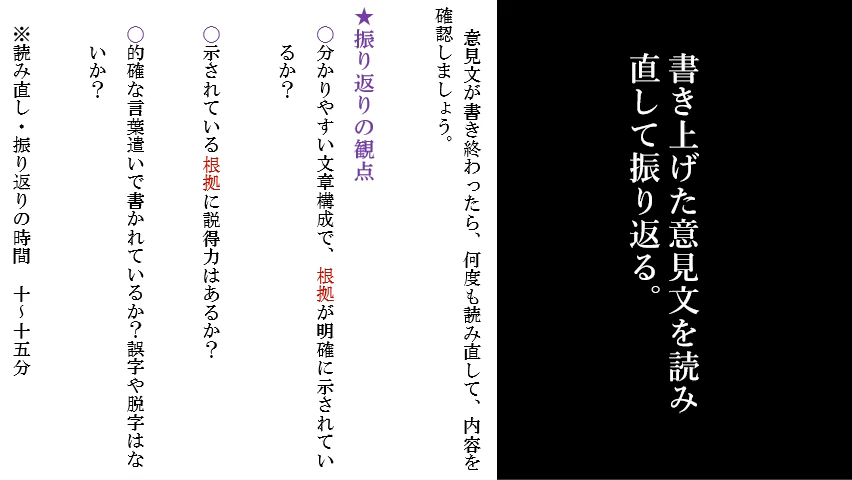 書き上げた意見文を読み
直して振り返る。
意見文が書き終わったら、何度も読み直して、内容を
確認しましょう。
★振り返りの観点
○分かりやすい文章構成で、根拠が明確に示されてい
るか？
○示されている根拠に説得力はあるか？
○的確な言葉遣いで書かれているか？誤字や脱字はな
いか？
※読み直し・振り返りの時間　十～十五分